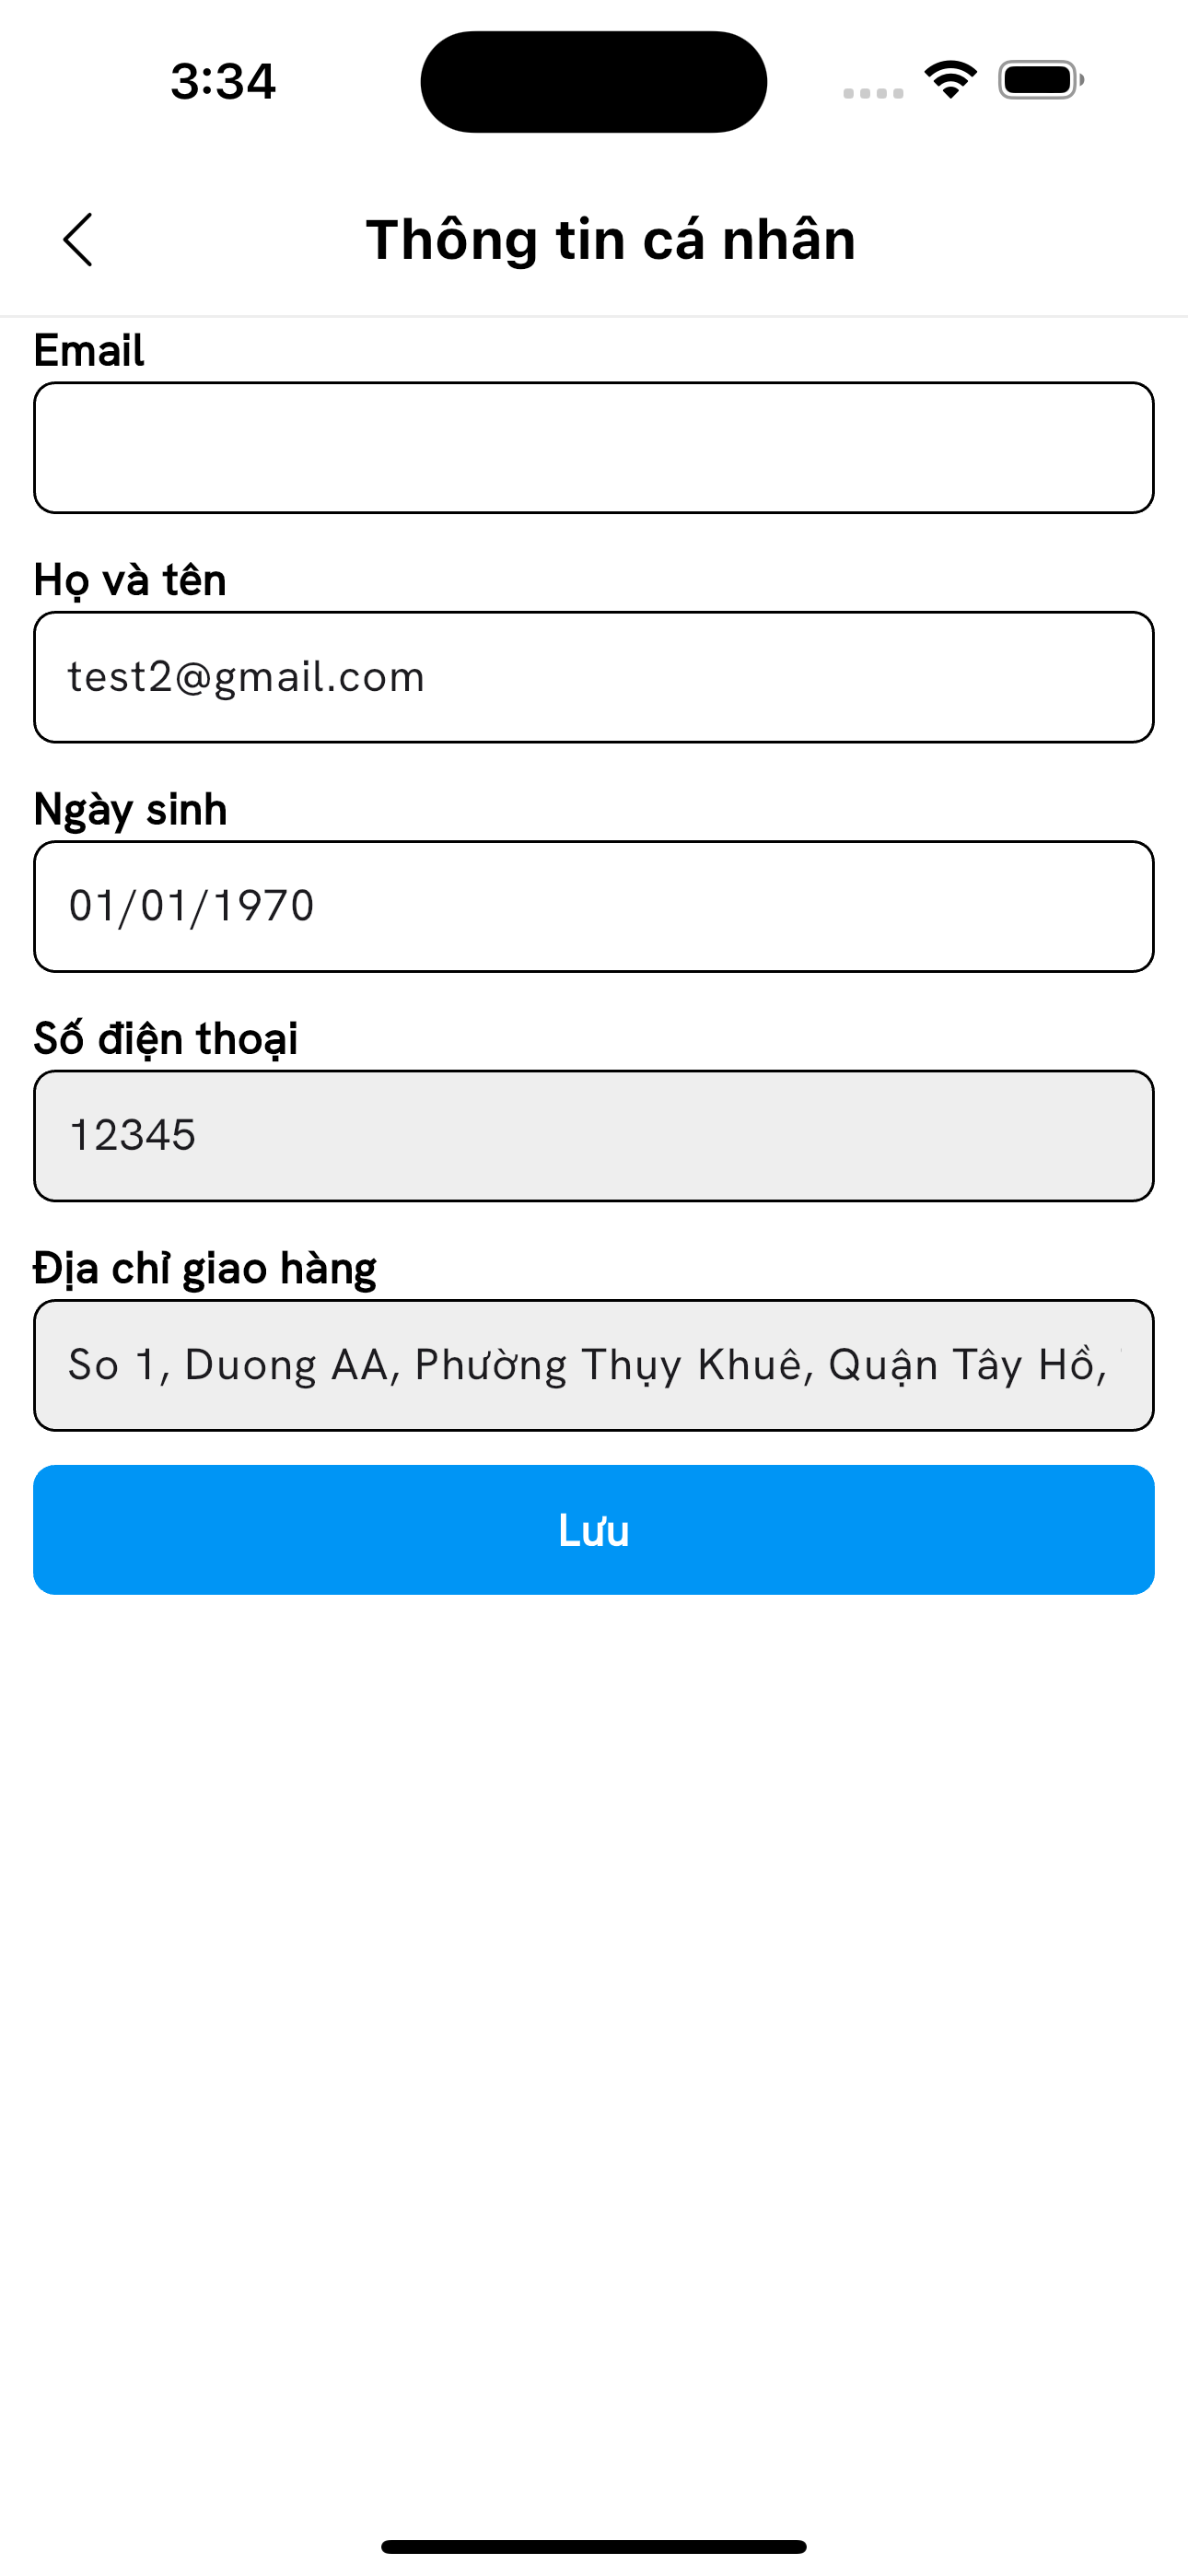 3:34
Thông tin cá nhân
Email
Họ và tên
test2@gmail.com
Ngày sinh
01/01/1970
Số điện thoại
12345
Địa chỉ giao hàng
So 1, Duong AA, Phường Thụy Khuê, Quận Tây Hồ,
Lưu